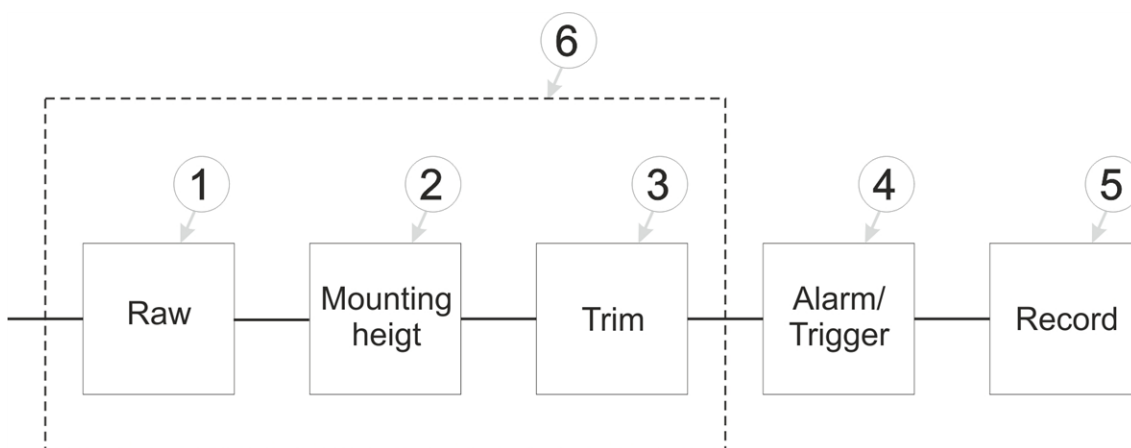 6
1
2
3
4
5
Raw
Mounting
heigt
Trim
Alarm/
Trigger
Record